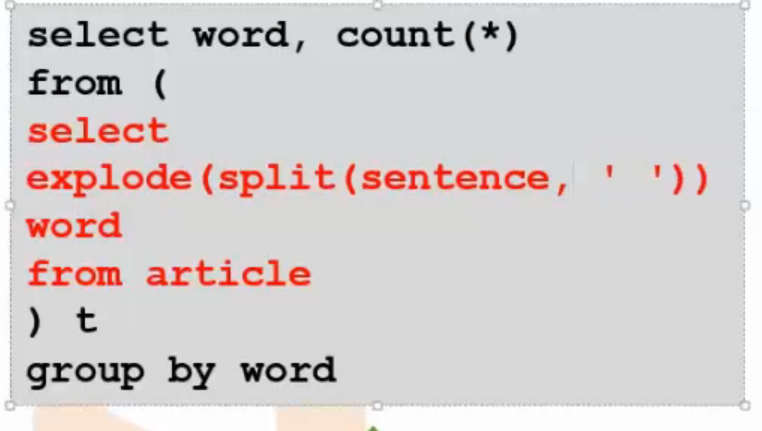 select word, count(*)
from (
select
explode(split(sentence, ' '))
word
from article
) t
group by word